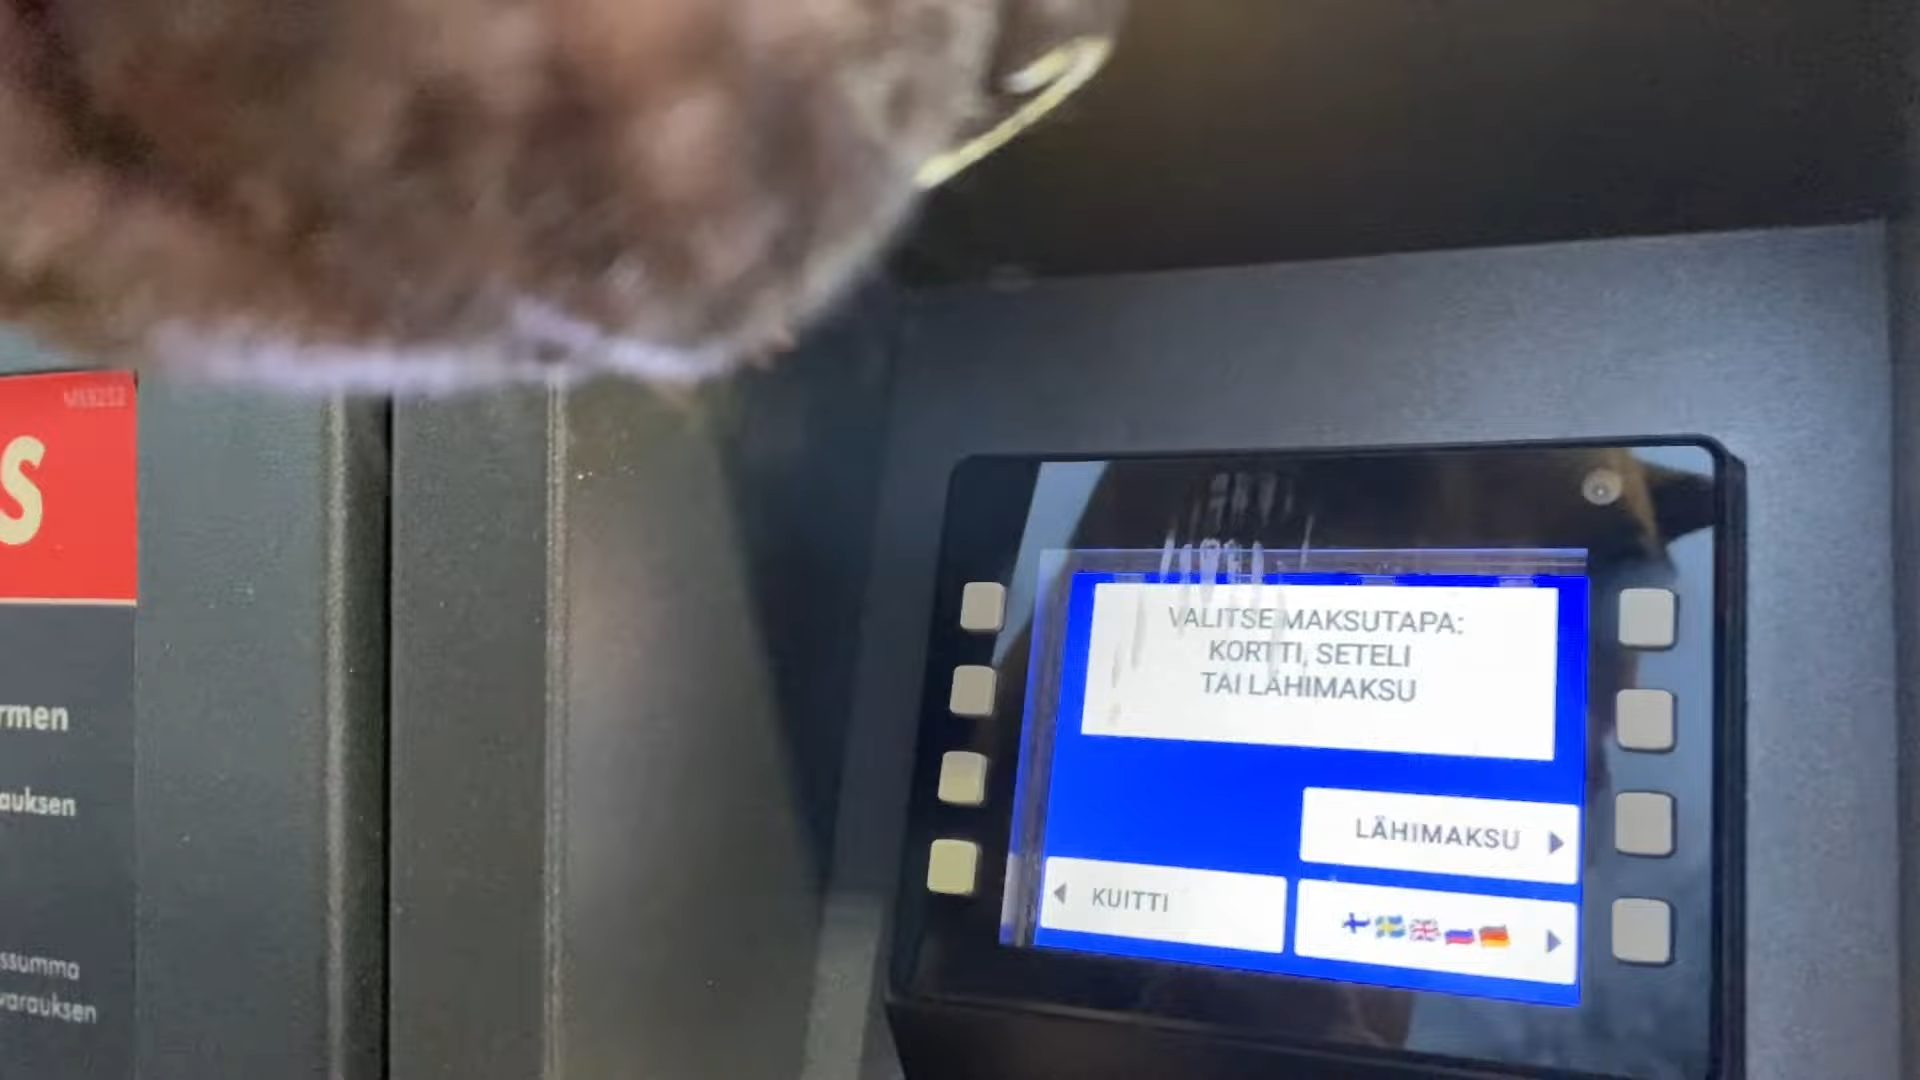 S
rmen
auksen
ssumma
varauksen
VALITSE MAKSUTAPA:
KORTTI, SETELI
TAI LÄHIMAKSU
LÄHIMAKSU
KUITTI